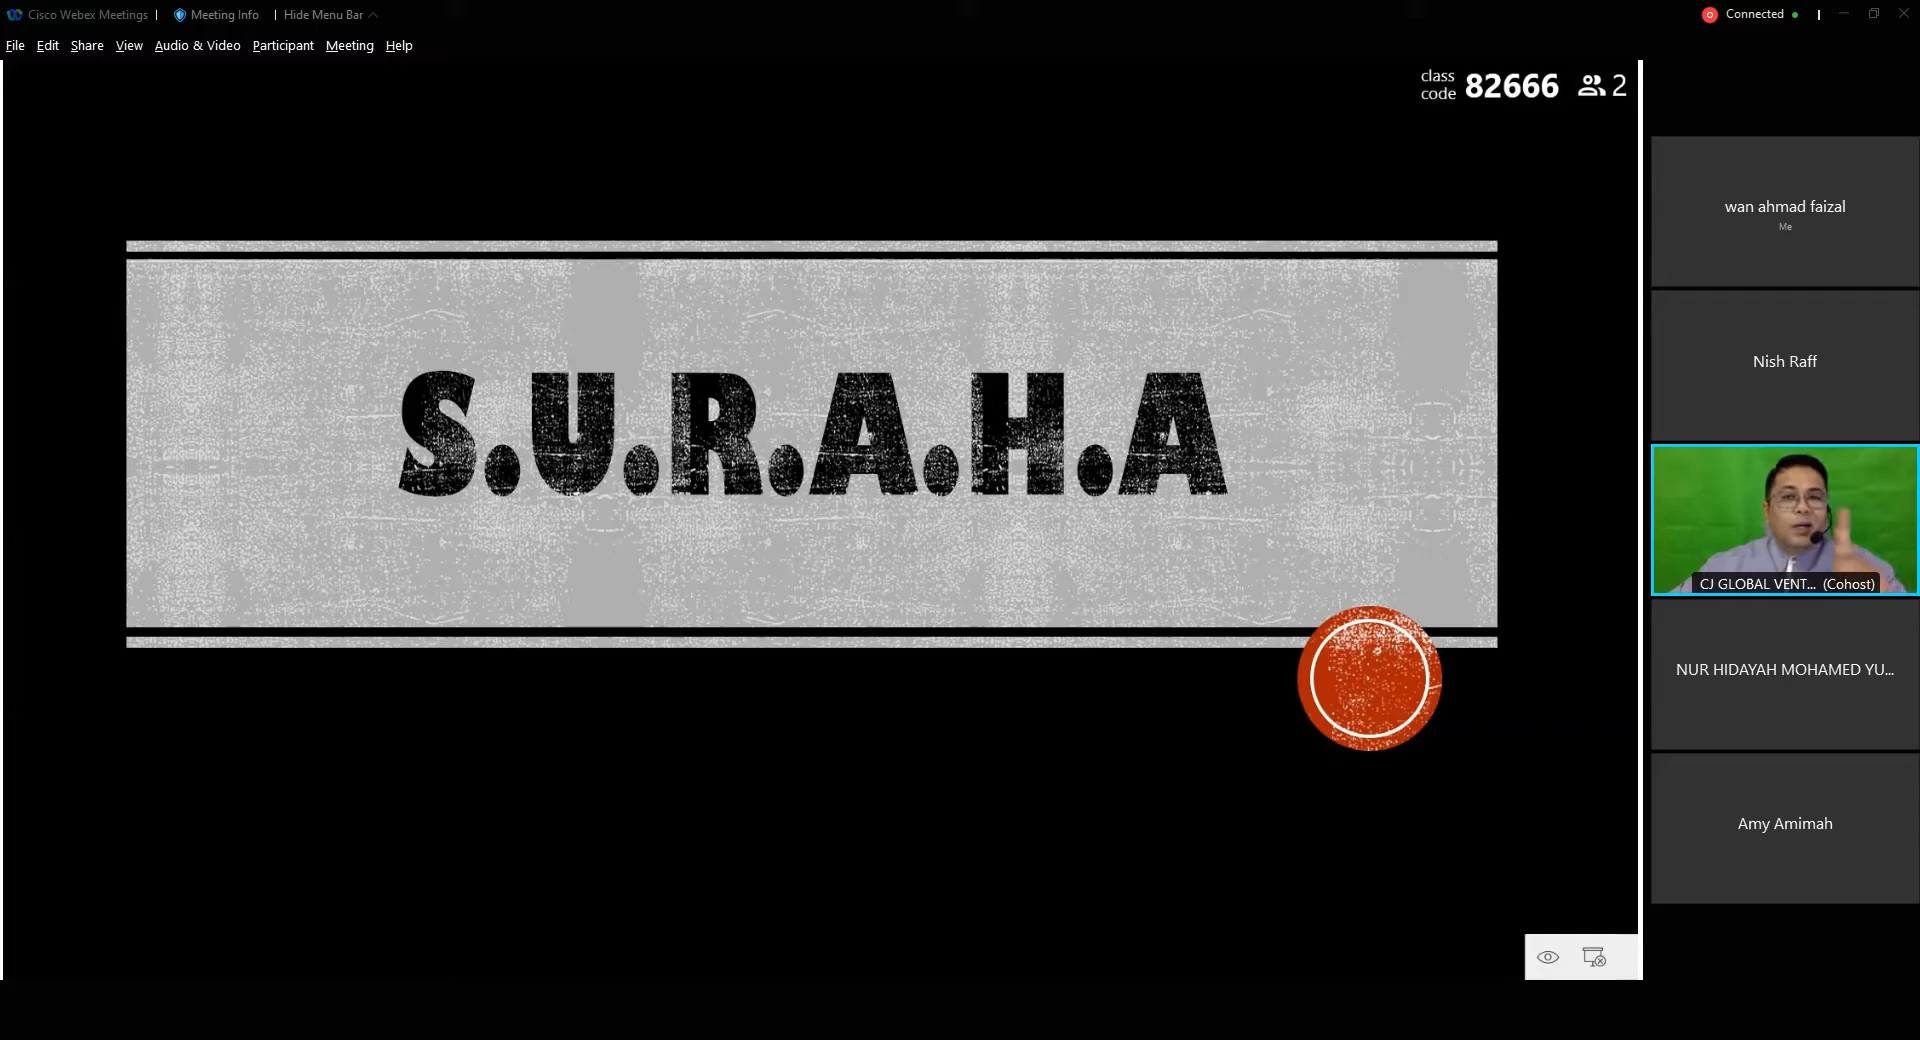 Cisco Webex Meetings | Meeting Info | Hide Menu Bar
Connected
File Edit Share View Audio & Video Participant Meeting Help
class code 82666 2
S.U.R.A.H.A
wan ahmad faizal
Me
Nish Raff
CJ GLOBAL VENT... (Cohost)
NUR HIDAYAH MOHAMED YU...
Amy Amimah